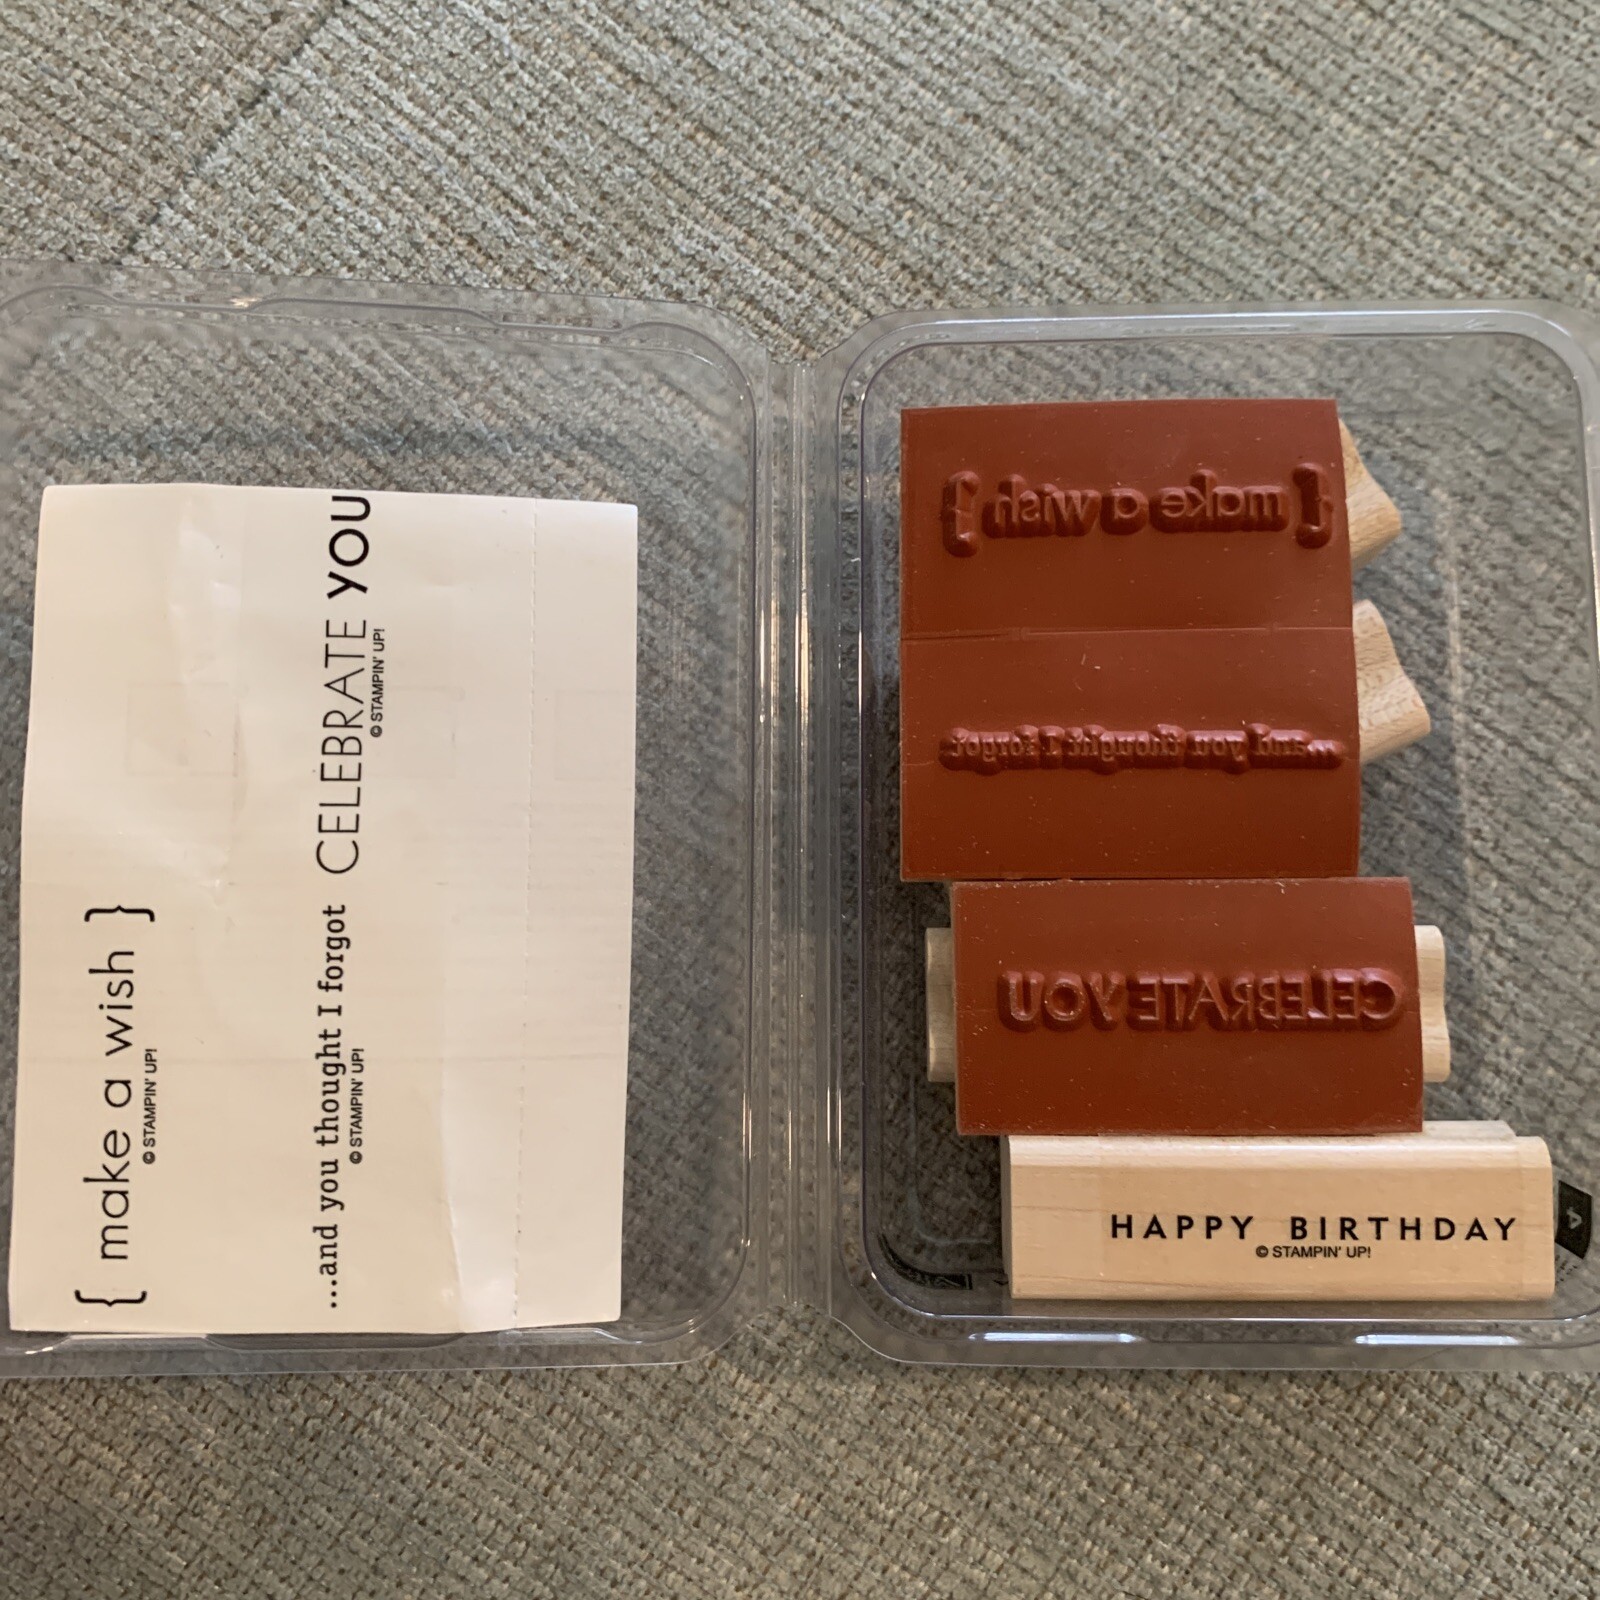 { make a wish }
© STAMPIN' UP!
...and you thought I forgot
© STAMPIN' UP!
CELEBRATE YOU
© STAMPIN' UP!
{ make a wish }
...and you thought I forgot
CELEBRATE YOU
HAPPY BIRTHDAY
© STAMPIN' UP!